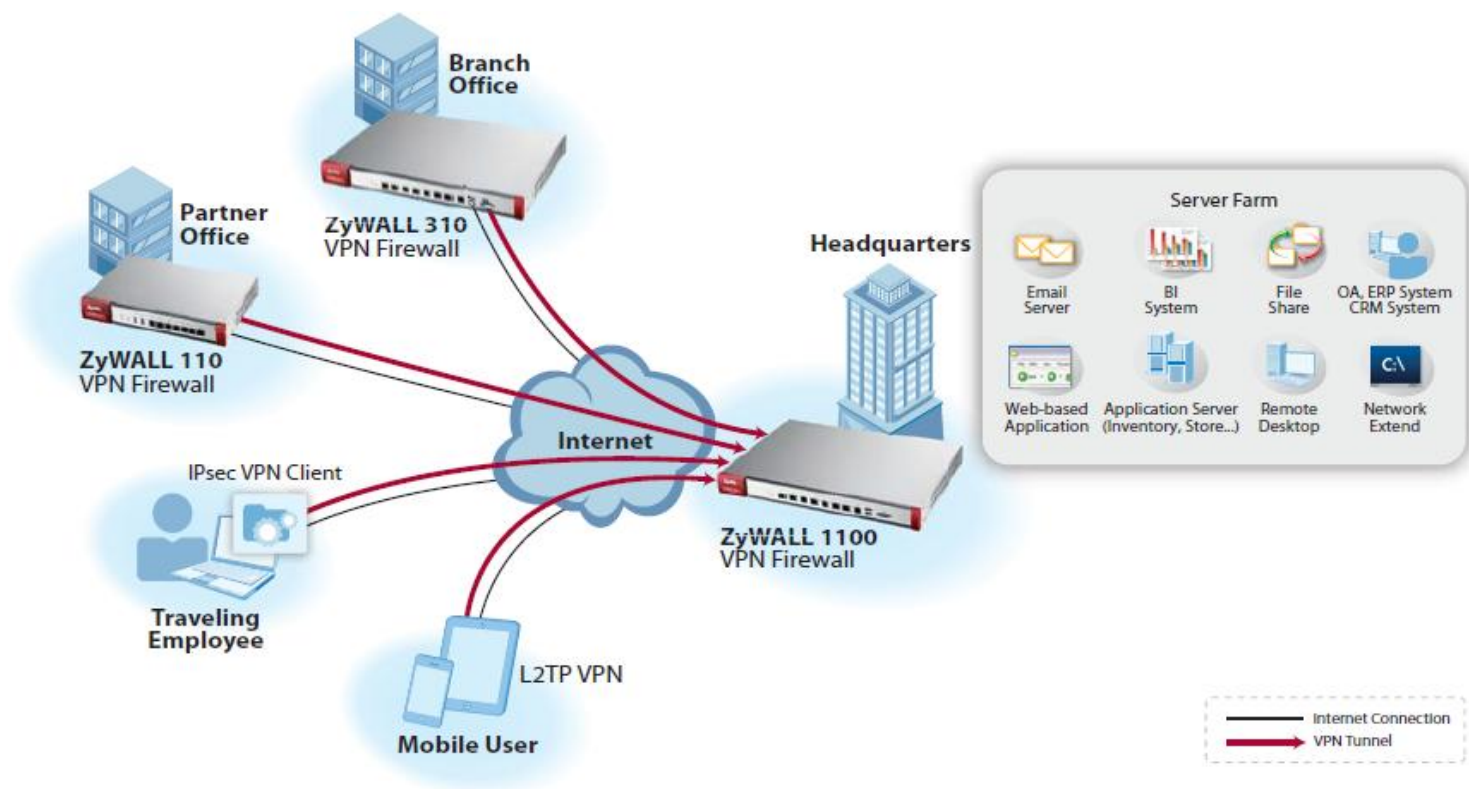 Branch
Office
ZyWALL 310
VPN Firewall
Partner
Office
ZyWALL 110
VPN Firewall
Headquarters
Server Farm
Email
Server
BI
System
File
Share
OA, ERP System
CRM System
Web-based
Application
Application Server
(Inventory, Store...)
Remote
Desktop
C:\
Network
Extend
Internet
ZyWALL 1100
VPN Firewall
IPsec VPN Client
Traveling
Employee
L2TP VPN
Mobile User
Internet Connection
VPN Tunnel